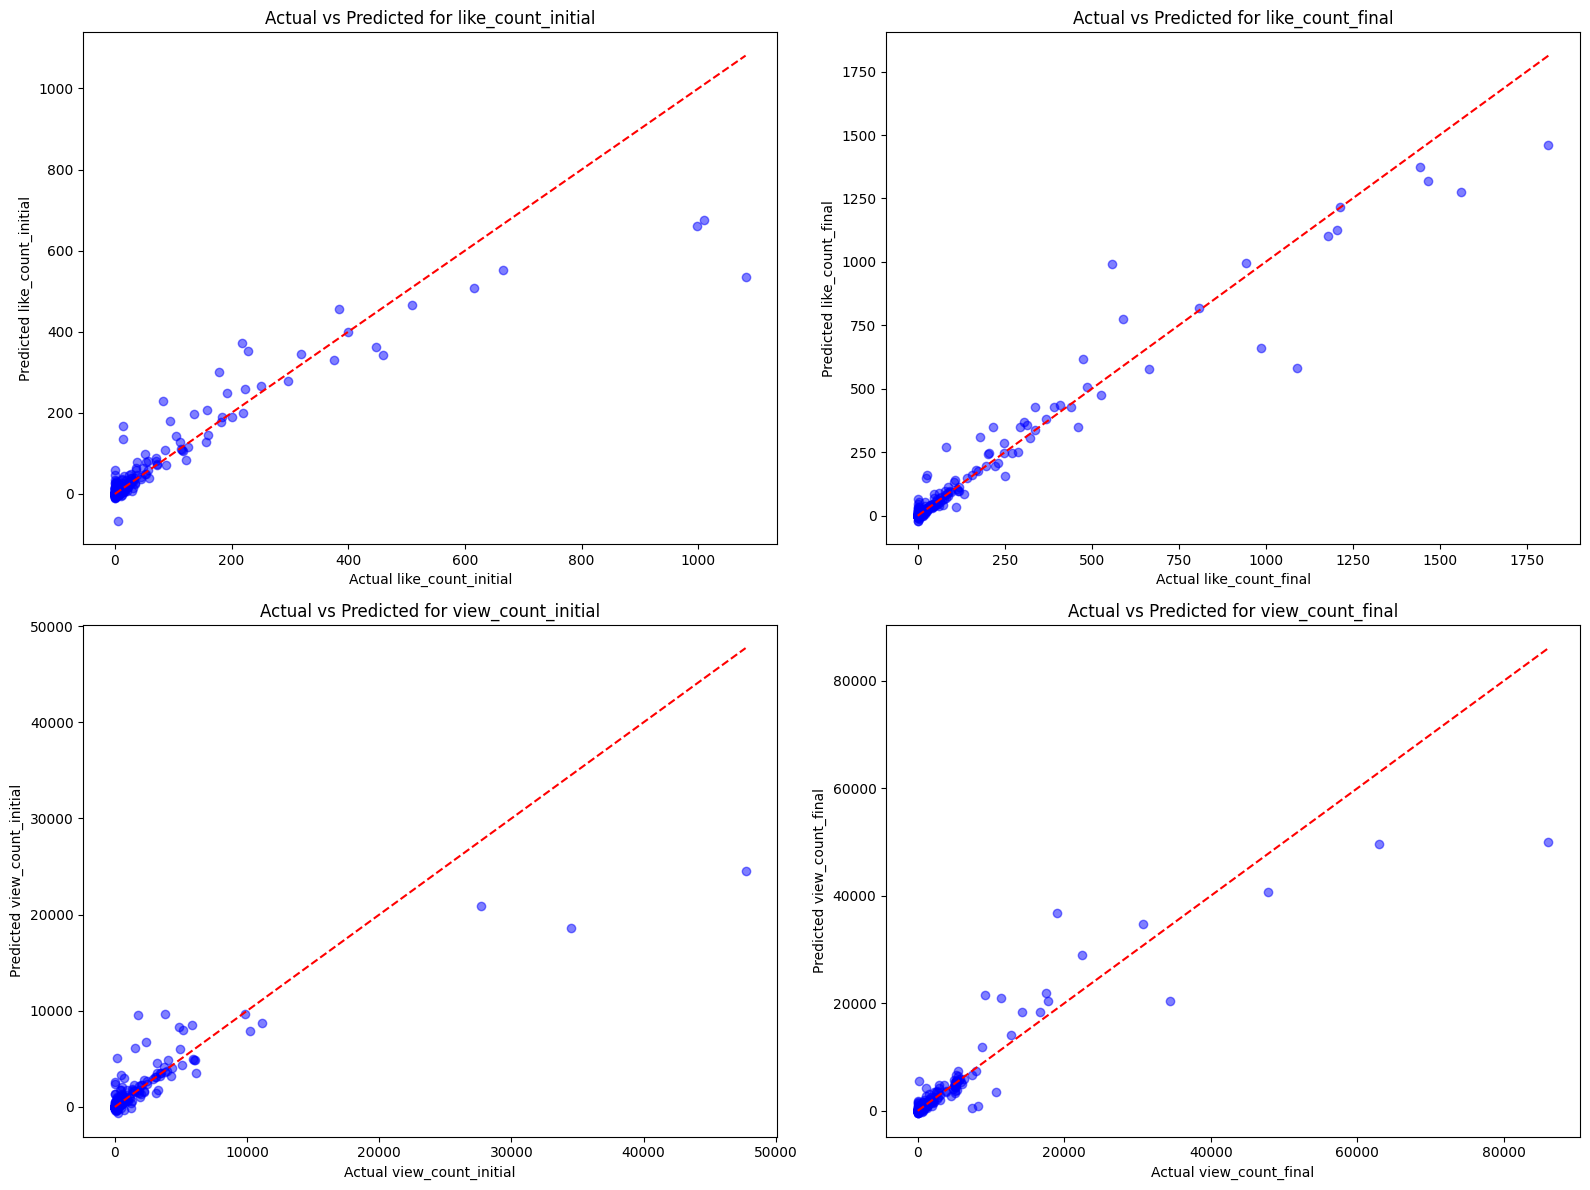 Actual vs Predicted for like_count_initial
1000
800
600
400
200
0
Predicted like_count_initial
0 200 400 600 800 1000
Actual like_count_initial
Actual vs Predicted for like_count_final
1750
1500
1250
1000
750
500
250
0
Predicted like_count_final
0 250 500 750 1000 1250 1500 1750
Actual like_count_final
Actual vs Predicted for view_count_initial
50000
40000
30000
20000
10000
0
Predicted view_count_initial
0 10000 20000 30000 40000 50000
Actual view_count_initial
Actual vs Predicted for view_count_final
80000
60000
40000
20000
0
Predicted view_count_final
0 20000 40000 60000 80000
Actual view_count_final